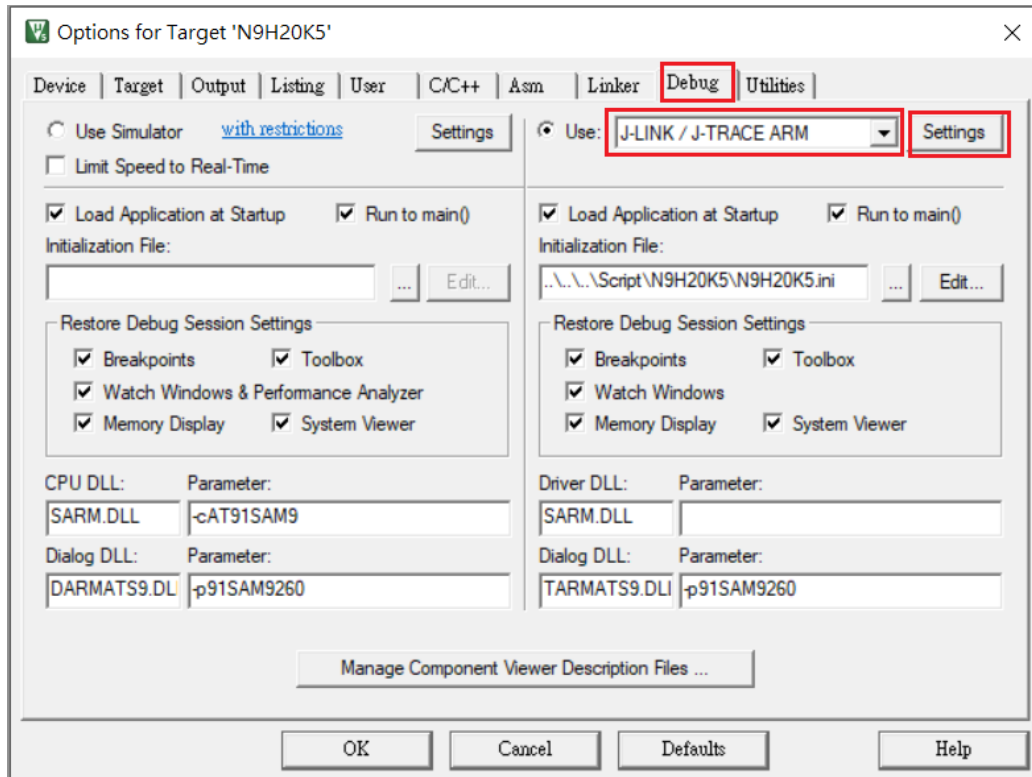 Options for Target 'N9H20K5'
Device Target Output Listing User C/C++ Asm Linker Debug Utilities
Use Simulator with restrictions Settings Use: J-LINK / J-TRACE ARM Settings
Limit Speed to Real-Time
Load Application at Startup Run to main() Load Application at Startup Run to main()
Initialization File: Initialization File:
... Edit... ..\..\..\Script\N9H20K5\N9H20K5.ini ... Edit...
Restore Debug Session Settings Restore Debug Session Settings
Breakpoints Toolbox Breakpoints Toolbox
Watch Windows & Performance Analyzer Watch Windows
Memory Display System Viewer Memory Display System Viewer
CPU DLL: Parameter: Driver DLL: Parameter:
SARM.DLL -cAT91SAM9 SARM.DLL
Dialog DLL: Parameter: Dialog DLL: Parameter:
DARMATS9.DLL -p91SAM9260 TARMATS9.DLL -p91SAM9260
Manage Component Viewer Description Files ...
OK Cancel Defaults Help